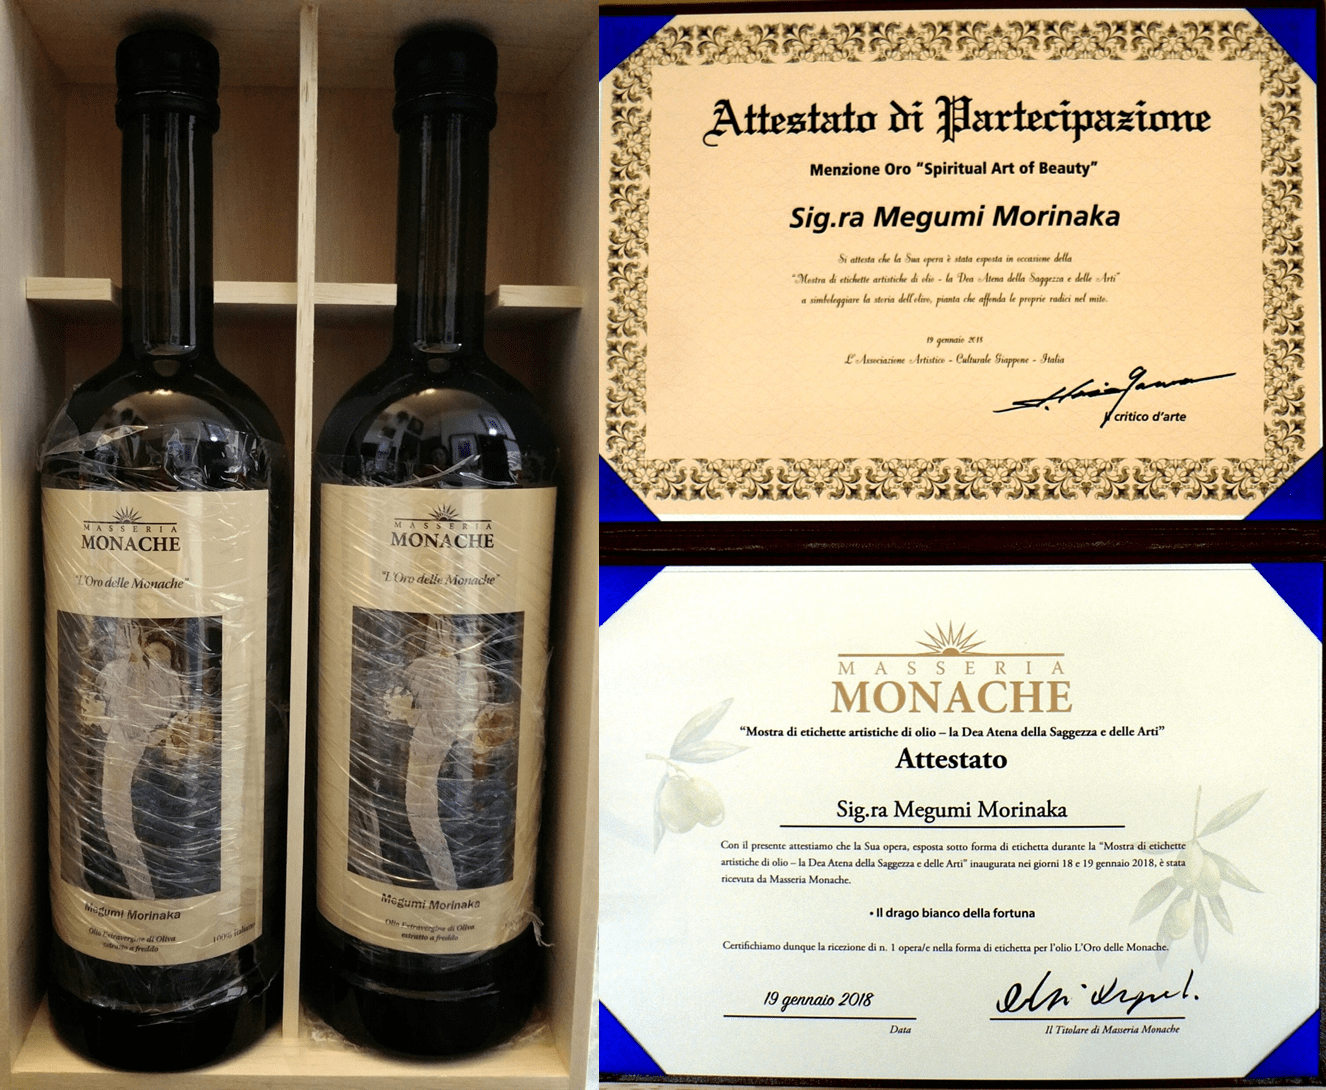 MASSERIA
MONACHE
"L'Oro delle Monache"
Megumi Morinaka
Olio Extravergine di Oliva
estratto a freddo
100% italiano
MASSERIA
MONACHE
"L'Oro delle Monache"
Megumi Morinaka
Olio Extravergine di Oliva
estratto a freddo
Attestato di Partecipazione
Menzione Oro "Spiritual Art of Beauty"
Sig.ra Megumi Morinaka
Si attesta che la Sua opera è stata esposta in occasione della
"Mostra di etichette artistiche di olio - la Dea Atena della Saggezza e delle Arti"
a simboleggiare la storia dell'olivo, pianta che affonda le proprie radici nel mito.
19 gennaio 2018
L'Associazione Artistico - Culturale Giappone - Italia
Il critico d'arte
MASSERIA
MONACHE
"Mostra di etichette artistiche di olio – la Dea Atena della Saggezza e delle Arti"
Attestato
Sig.ra Megumi Morinaka
Con il presente attestiamo che la Sua opera, esposta sotto forma di etichetta durante la "Mostra di etichette
artistiche di olio – la Dea Atena della Saggezza e delle Arti" inaugurata nei giorni 18 e 19 gennaio 2018, è stata
ricevuta da Masseria Monache.
• Il drago bianco della fortuna
Certifichiamo dunque la ricezione di n. 1 opera/e nella forma di etichetta per l'olio L'Oro delle Monache.
19 gennaio 2018
Data
Il Titolare di Masseria Monache